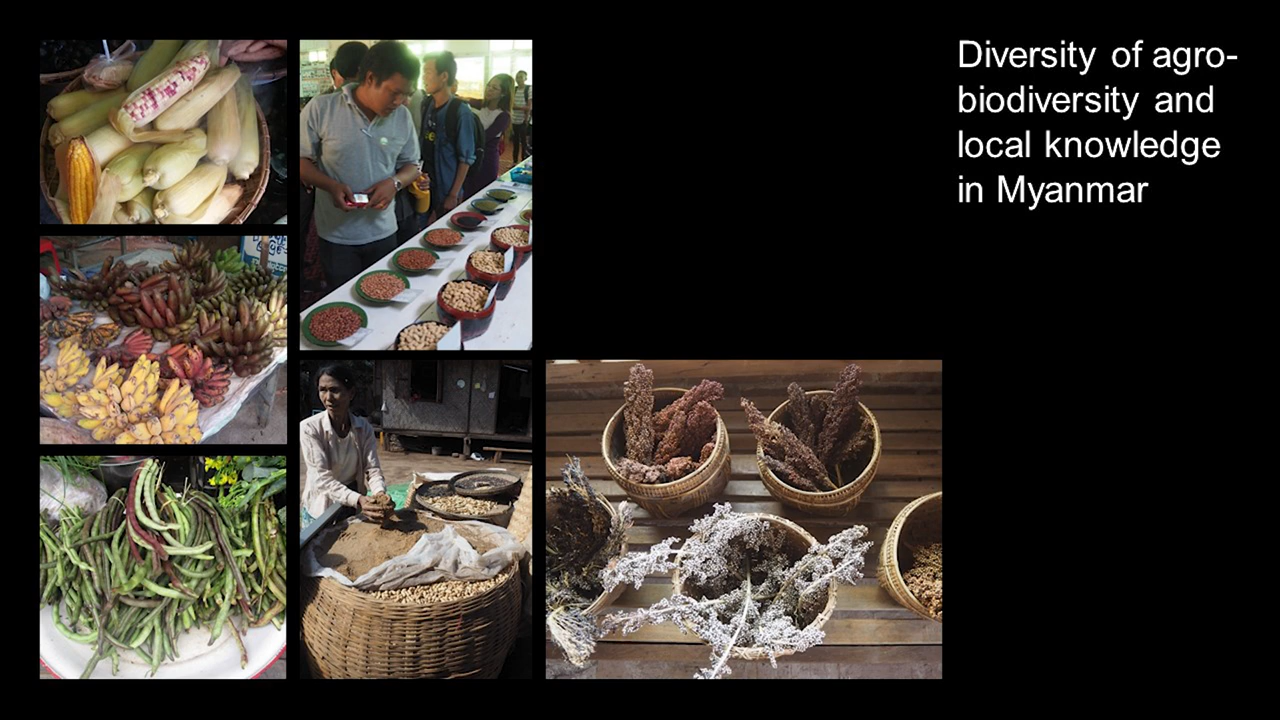 Diversity of agro-
biodiversity and
local knowledge
in Myanmar